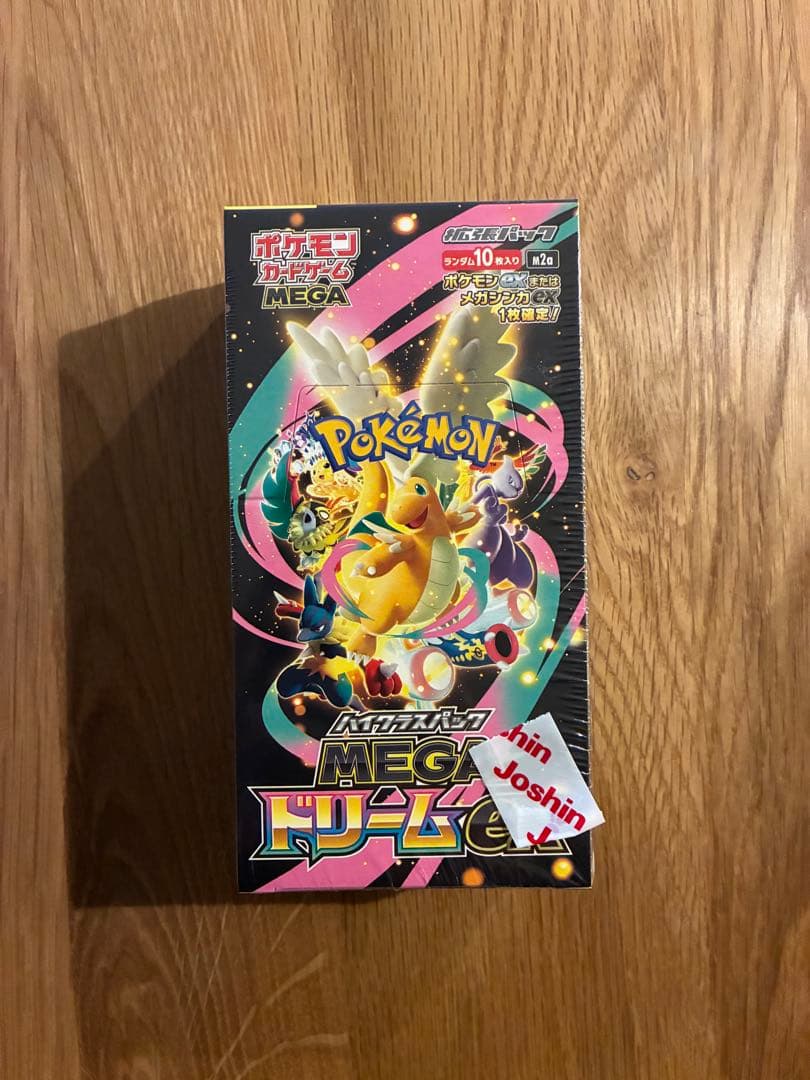 ポケモン
カードゲーム
MEGA
拡張パック
ランダム10枚入り M2a
ポケモンexまたは
メガシンカex
1枚確定!
POKéMON
TM
ハイクラスパック
MEGA
ドリームex
shin
Joshin
J